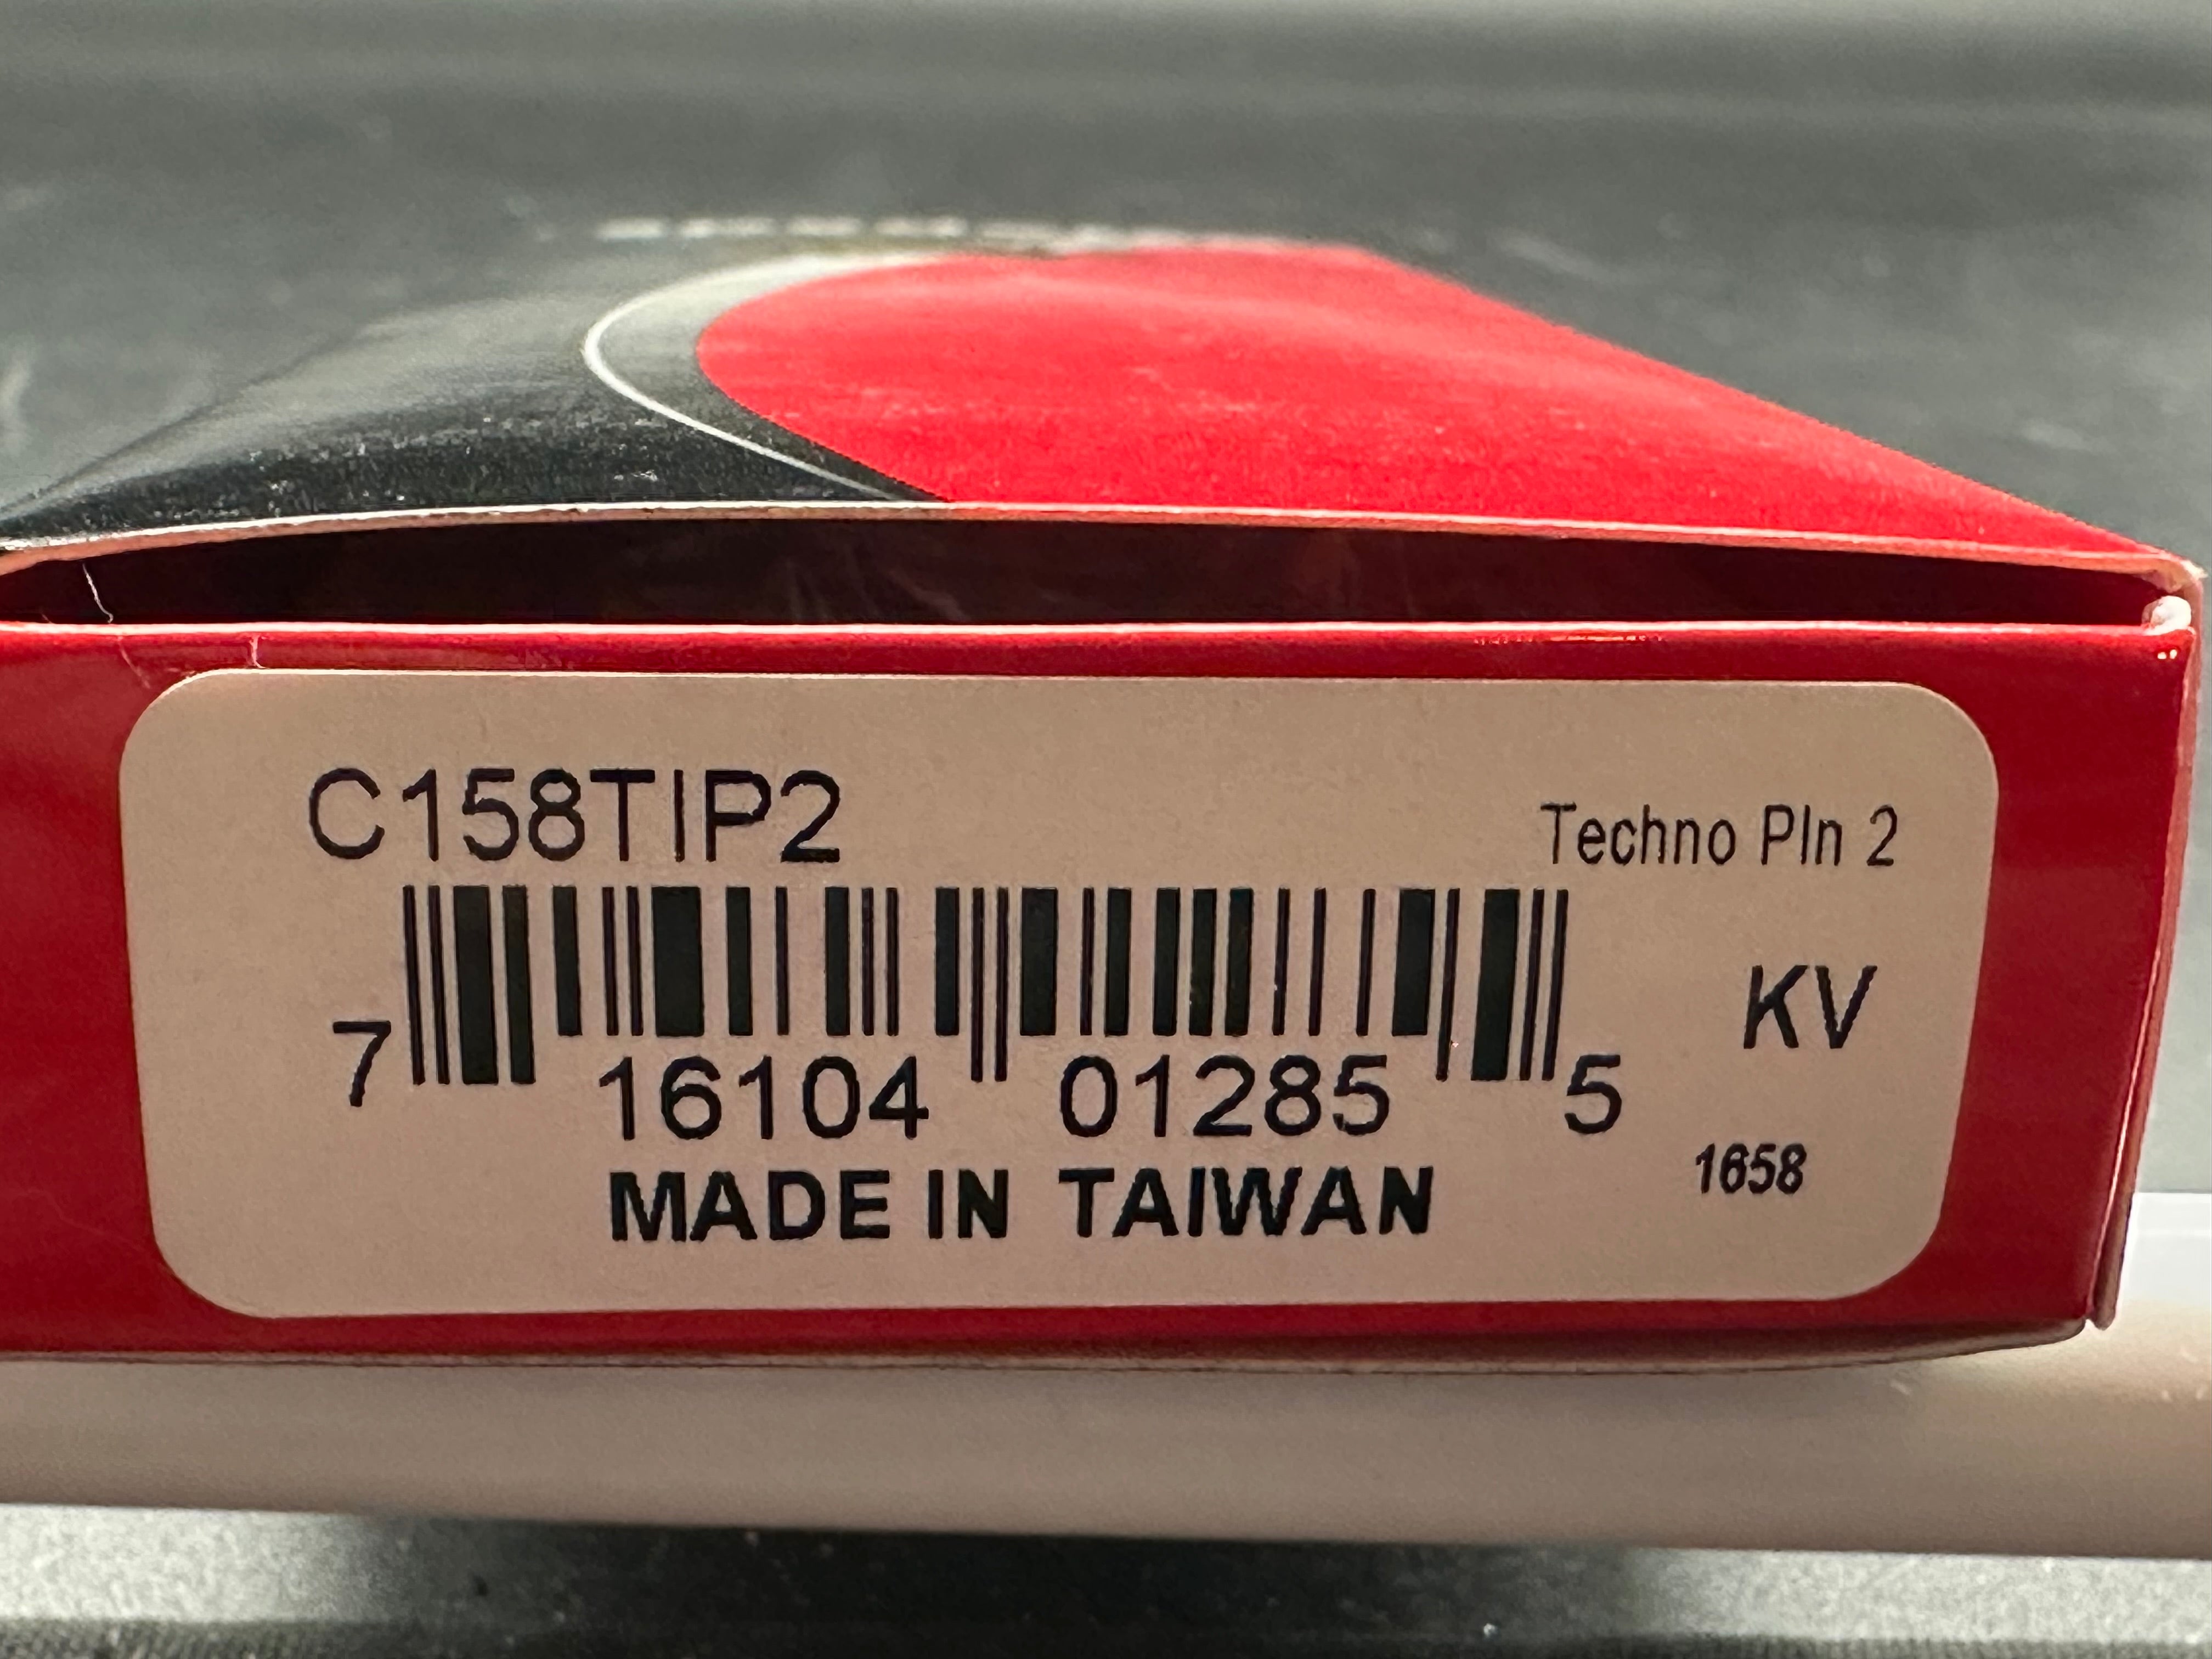 C158TIP2
Techno Pln 2
KV
7 16104 01285 5
1658
MADE IN TAIWAN